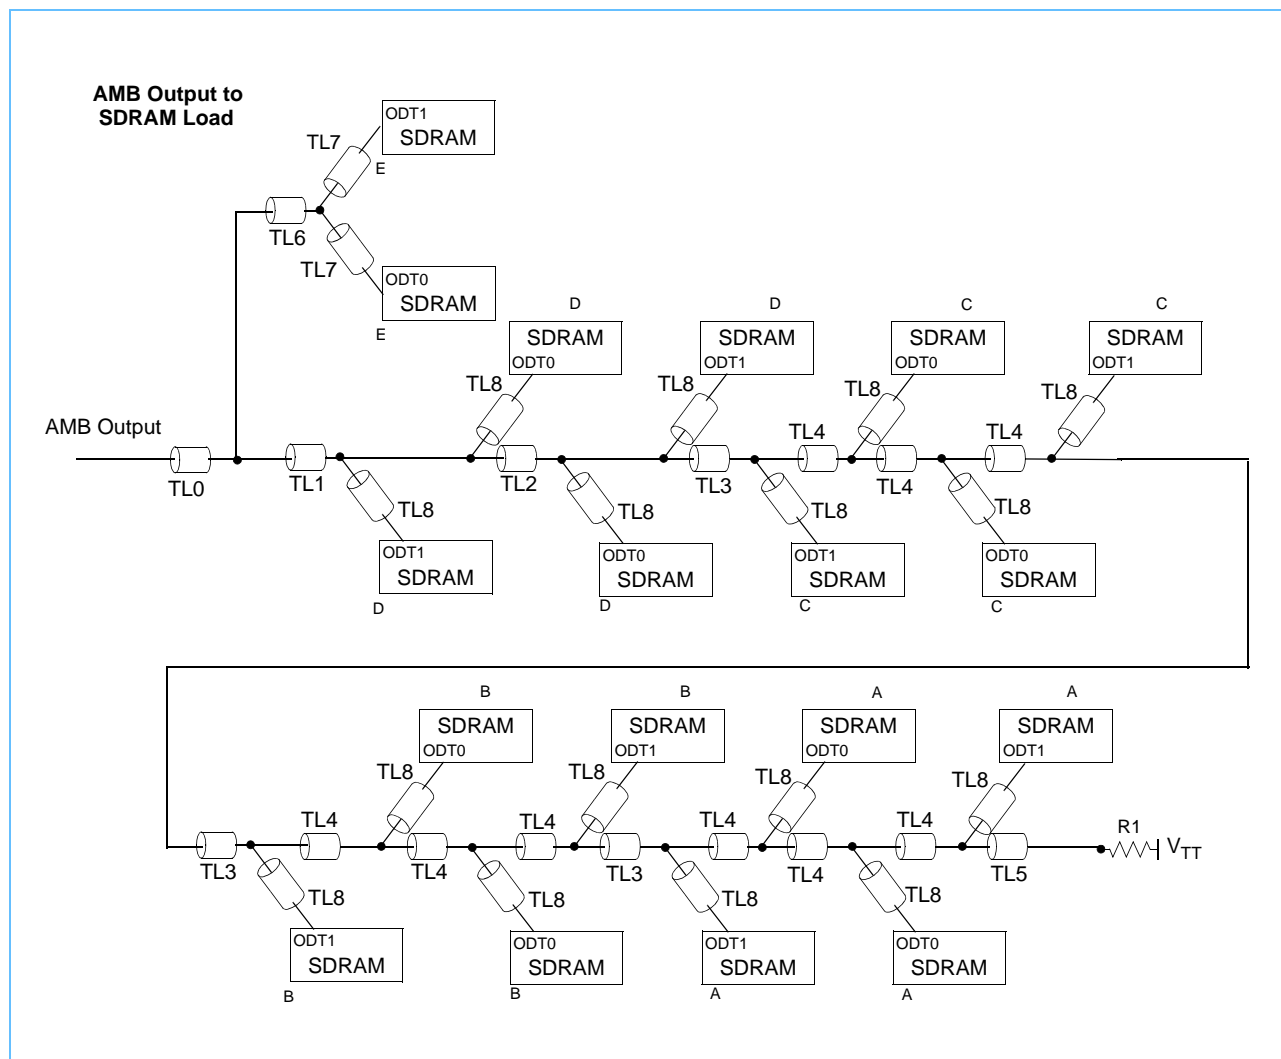 AMB Output to
SDRAM Load
ODT1
SDRAM
TL7
E
TL6
TL7
ODT0
SDRAM
E
D
D
C
C
SDRAM
ODT0
SDRAM
ODT1
SDRAM
ODT0
SDRAM
ODT1
TL8
TL8
TL8
TL8
AMB Output
TL4
TL4
TL0
TL1
TL2
TL3
TL4
TL8
TL8
TL8
TL8
ODT1
SDRAM
ODT0
SDRAM
ODT1
SDRAM
ODT0
SDRAM
D
D
C
C
B
B
A
A
SDRAM
ODT0
SDRAM
ODT1
SDRAM
ODT0
SDRAM
ODT1
TL8
TL8
TL8
TL8
TL4
TL4
TL4
TL4
R1
VTT
TL3
TL4
TL3
TL4
TL5
TL8
TL8
TL8
TL8
ODT1
SDRAM
ODT0
SDRAM
ODT1
SDRAM
ODT0
SDRAM
B
B
A
A